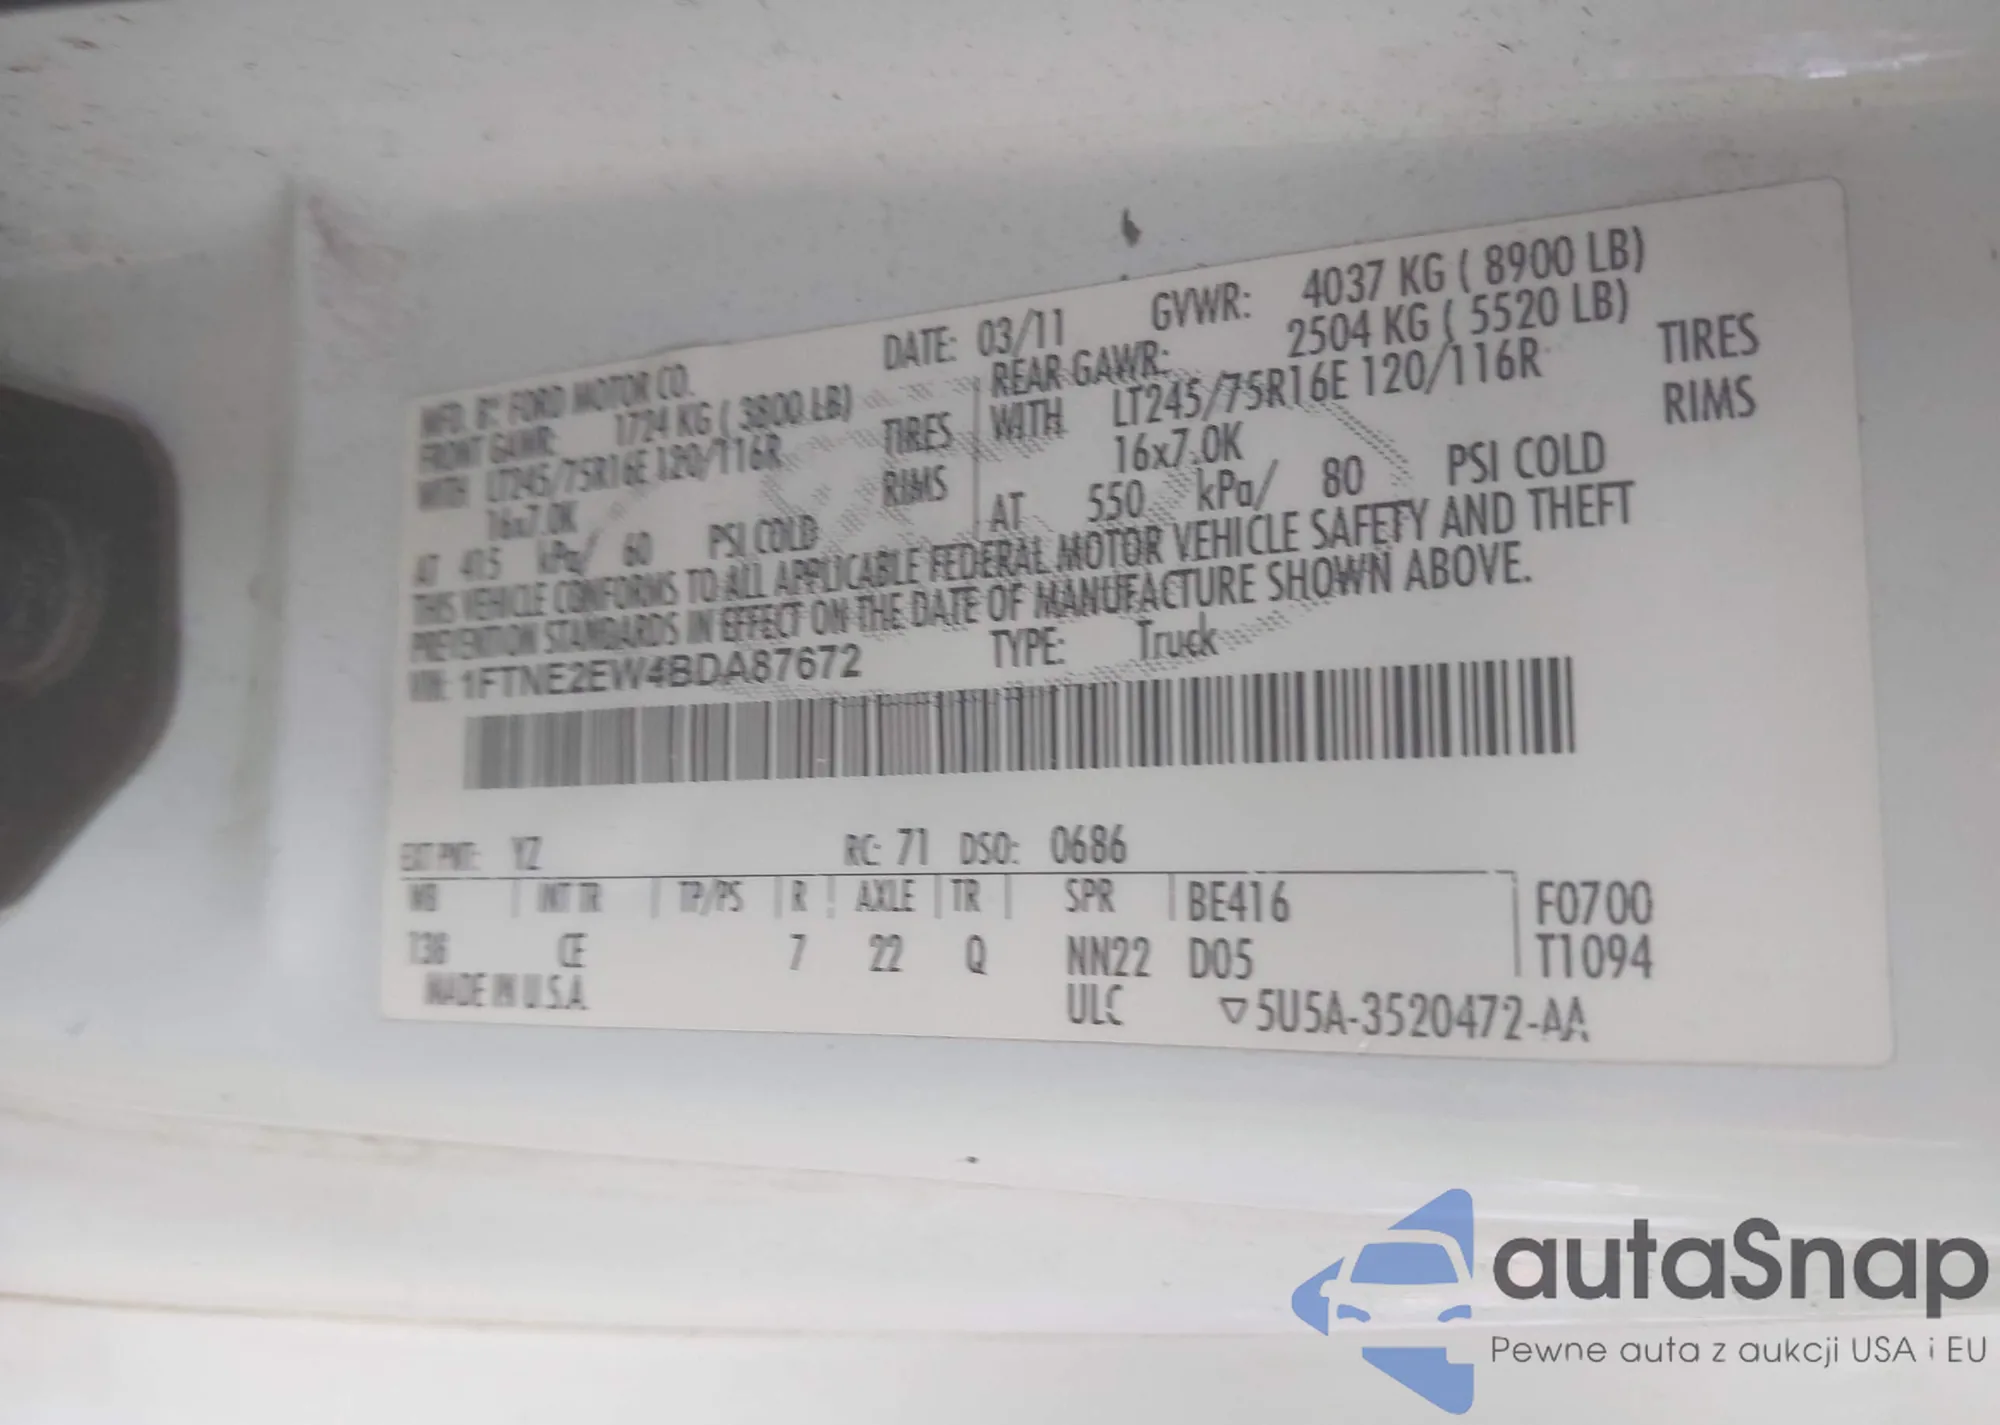 MFD. BY FORD MOTOR CO. DATE: 03/11 GVWR: 4037 KG ( 8900 LB)
FRONT GAWR: 1724 KG ( 3800 LB) REAR GAWR: 2504 KG ( 5520 LB)
WITH LT245/75R16E 120/116R TIRES WITH LT245/75R16E 120/116R TIRES
16x7.0K RIMS 16x7.0K RIMS
AT 415 kPa/ 60 PSI COLD AT 550 kPa/ 80 PSI COLD
THIS VEHICLE CONFORMS TO ALL APPLICABLE FEDERAL MOTOR VEHICLE SAFETY AND THEFT
PREVENTION STANDARDS IN EFFECT ON THE DATE OF MANUFACTURE SHOWN ABOVE.
VIN: 1FTNE2EW4BDA87672 TYPE: Truck
EXT PNT: YZ RC: 71 DSO: 0686
WB INT TR TP/PS R AXLE TR SPR BE416 F0700
138 CE 7 22 Q NN22 D05 T1094
MADE IN U.S.A. ULC ▽5U5A-3520472-AA
autaSnap
Pewne auta z aukcji USA i EU